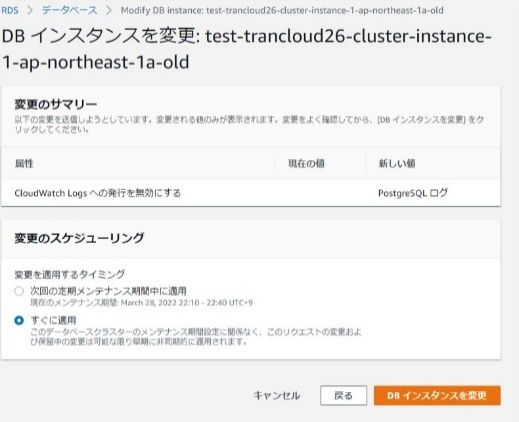 RDS > データベース > Modify DB instance: test-trancloud26-cluster-instance-1-ap-northeast-1a-old
DB インスタンスを変更: test-trancloud26-cluster-instance-
1-ap-northeast-1a-old
変更のサマリー
以下の変更を送信しようとしています。変更される値のみが表示されます。変更をよく確認してから、[DB インスタンスを変更] をク
リックしてください。
属性 現在の値 新しい値
CloudWatch Logs への発行を無効にする PostgreSQL ログ
変更のスケジューリング
変更を適用するタイミング
次回の定期メンテナンス期間中に適用
現在のメンテナンス期間: March 28, 2022 22:10 - 22:40 UTC+9
すぐに適用
このデータベースクラスターのメンテナンス期間設定に関係なく、このリクエストの変更およ
び保留中の変更は可能な限り早期に非同期的に適用されます。
キャンセル 戻る DB インスタンスを変更